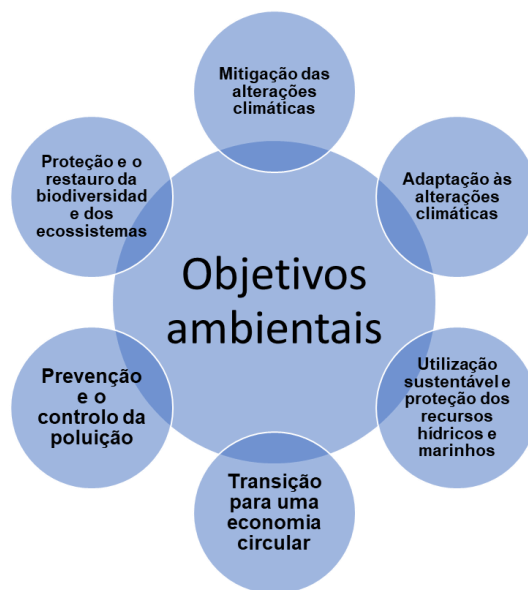 Mitigação das
alterações
climáticas
Adaptação às
alterações
climáticas
Utilização
sustentável e
proteção dos
recursos
hídricos e
marinhos
Transição
para uma
economia
circular
Prevenção
e o
controlo da
poluição
Proteção e o
restauro da
biodiversidad
e dos
ecossistemas
Objetivos
ambientais